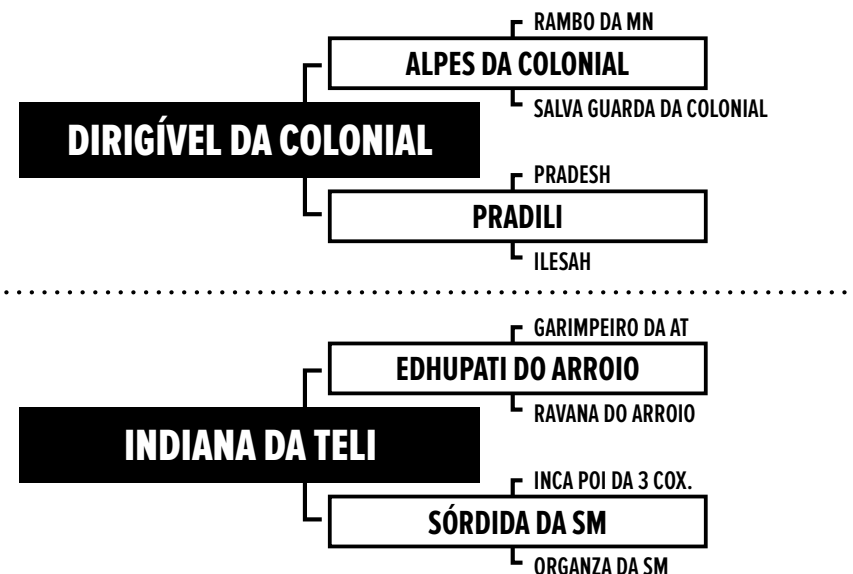 RAMBO DA MN
ALPES DA COLONIAL
SALVA GUARDA DA COLONIAL
DIRIGÍVEL DA COLONIAL
PRADESH
PRADILI
ILESAH
GARIMPEIRO DA AT
EDHUPATI DO ARROIO
RAVANA DO ARROIO
INDIANA DA TELI
INCA POI DA 3 COX.
SÓRDIDA DA SM
ORGANZA DA SM